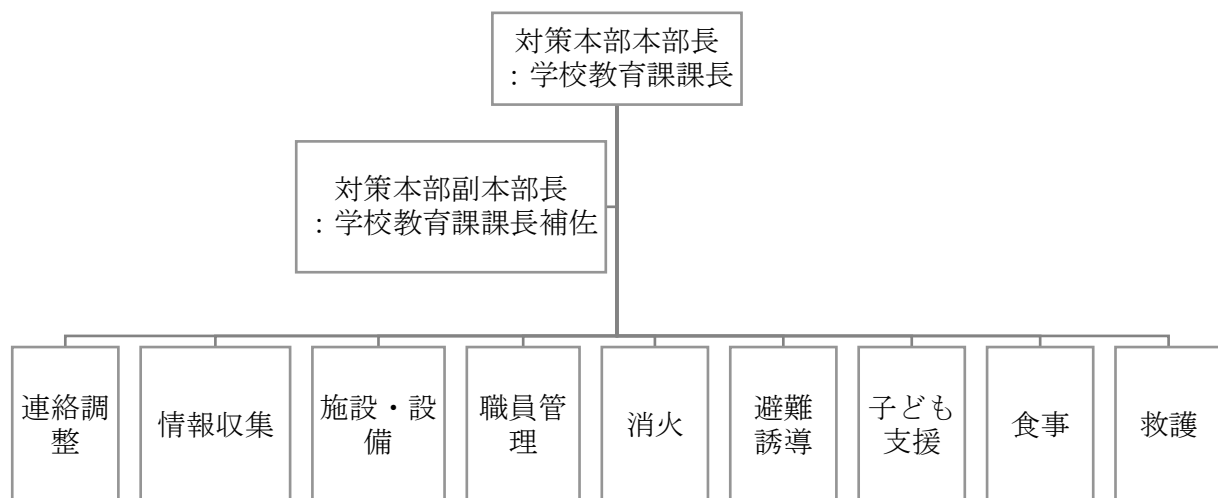 対策本部本部長
：学校教育課課長
対策本部副本部長
：学校教育課課長補佐
連絡調
整
情報収集
施設・設
備
職員管
理
消火
避難
誘導
子ども
支援
食事
救護